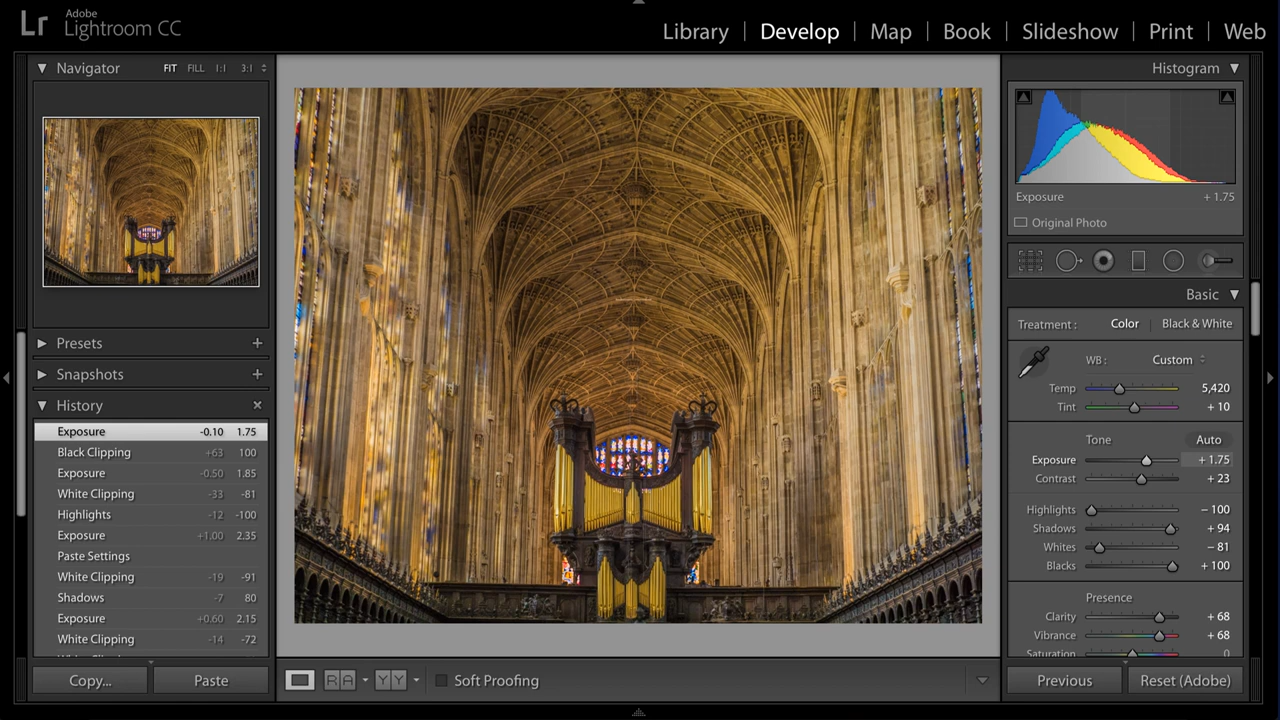 Lr Adobe
Lightroom CC
Library | Develop | Map | Book | Slideshow | Print | Web
Navigator FIT FILL 1:1 3:1
Presets
Snapshots
History
Exposure -0.10 1.75
Black Clipping +63 100
Exposure -0.50 1.85
White Clipping -33 -81
Highlights -12 -100
Exposure +1.00 2.35
Paste Settings
White Clipping -19 -91
Shadows -7 80
Exposure +0.60 2.15
White Clipping -14 -72
Copy... Paste
R A Y Y Soft Proofing
Histogram
Exposure + 1.75
Original Photo
Basic
Treatment : Color | Black & White
WB : Custom
Temp 5,420
Tint + 10
Tone Auto
Exposure + 1.75
Contrast + 23
Highlights − 100
Shadows + 94
Whites − 81
Blacks + 100
Presence
Clarity + 68
Vibrance + 68
Saturation 0
Previous Reset (Adobe)